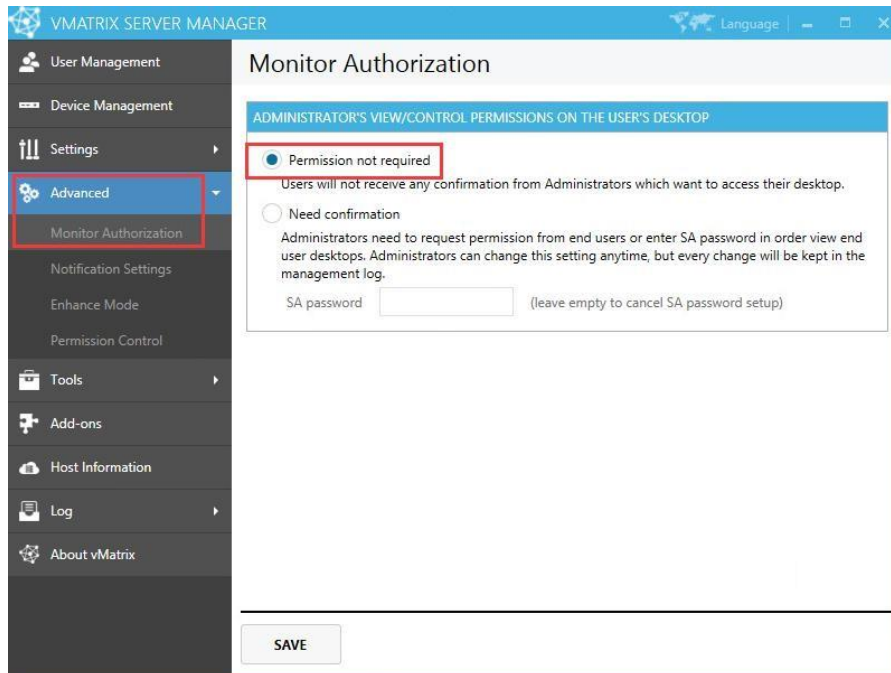 VMATRIX SERVER MANAGER
Language
User Management
Device Management
Settings
Advanced
Monitor Authorization
Notification Settings
Enhance Mode
Permission Control
Tools
Add-ons
Host Information
Log
About vMatrix
Monitor Authorization
ADMINISTRATOR'S VIEW/CONTROL PERMISSIONS ON THE USER'S DESKTOP
Permission not required
Users will not receive any confirmation from Administrators which want to access their desktop.
Need confirmation
Administrators need to request permission from end users or enter SA password in order view end
user desktops. Administrators can change this setting anytime, but every change will be kept in the
management log.
SA password (leave empty to cancel SA password setup)
SAVE